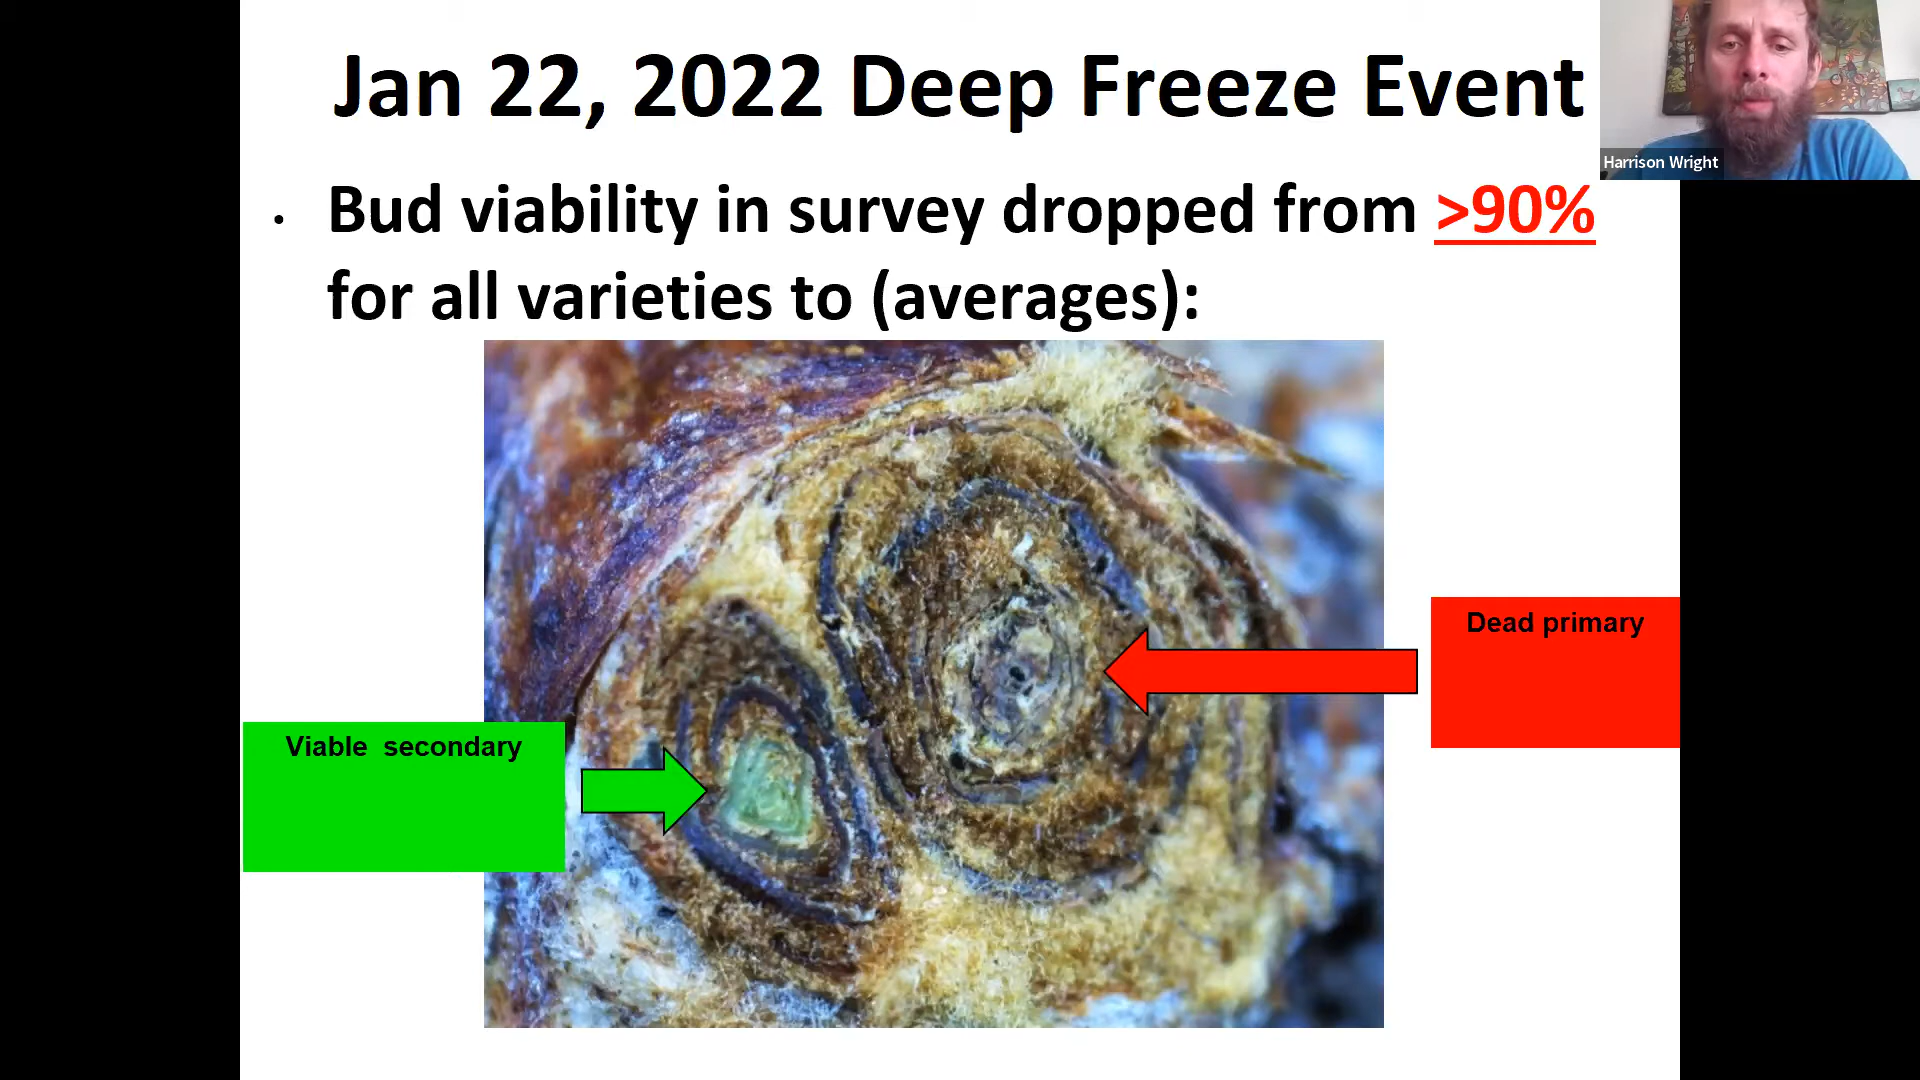 Jan 22, 2022 Deep Freeze Event
Harrison Wright
• Bud viability in survey dropped from >90%
for all varieties to (averages):
Dead primary
Viable secondary